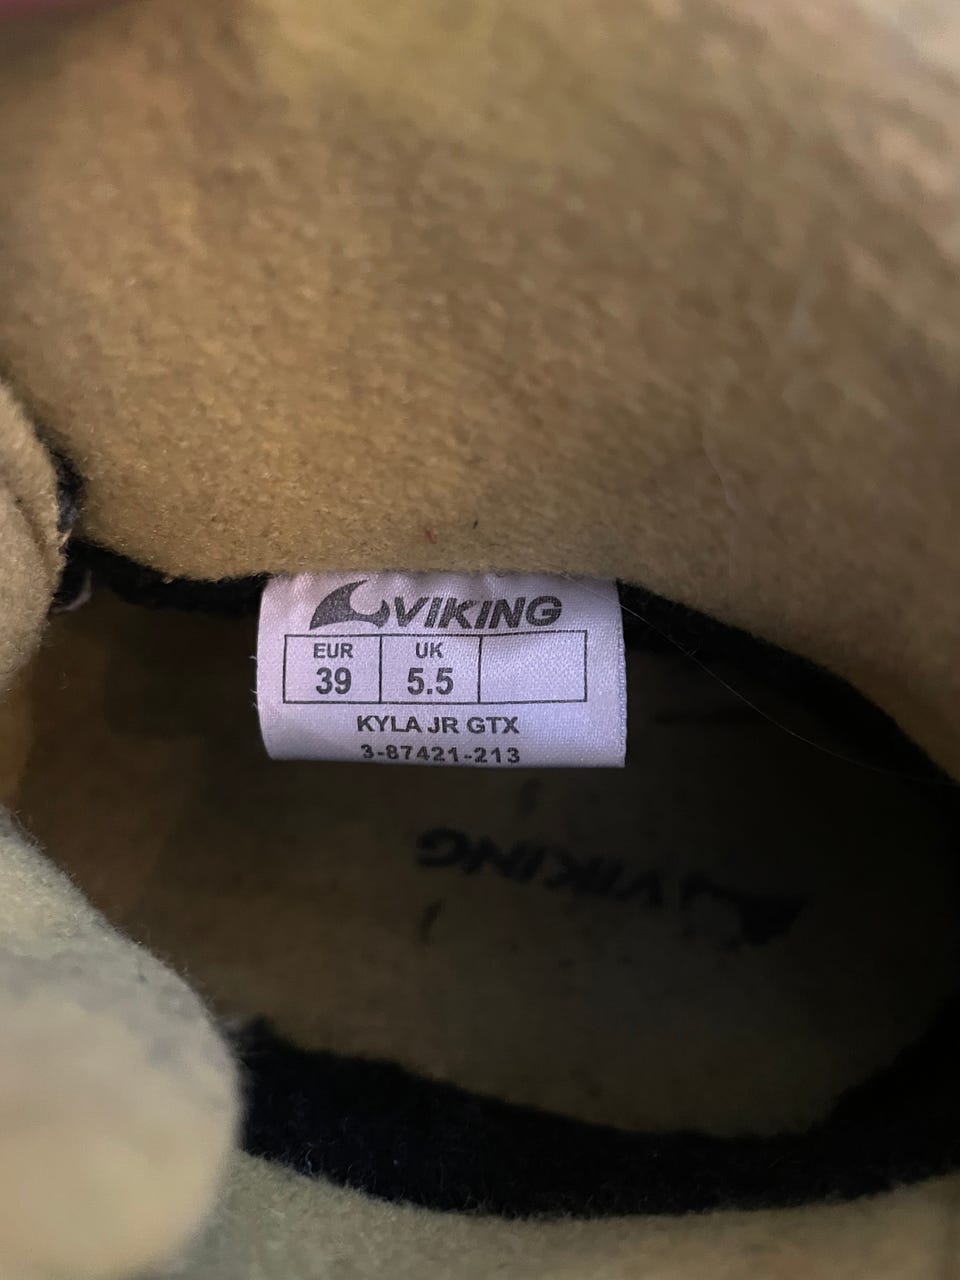 VIKING
EUR UK
39 5.5
KYLA JR GTX
3-87421-213
VIKING